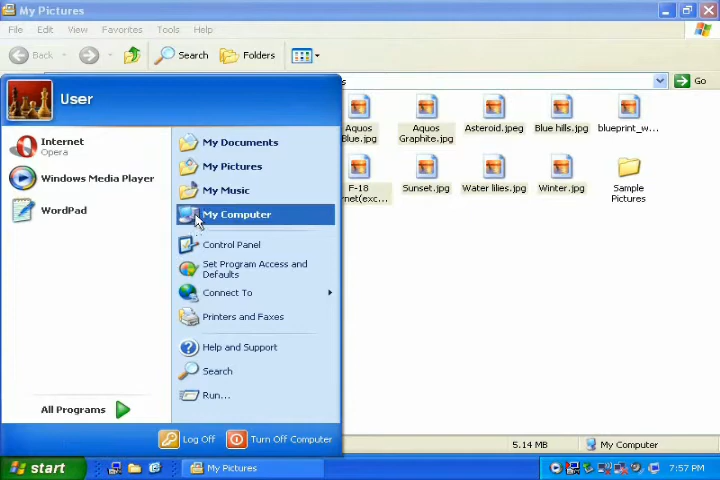 My Pictures
File Edit View Favorites Tools Help
Back Search Folders
Go
User
Internet
Opera
Windows Media Player
WordPad
All Programs
My Documents
My Pictures
My Music
My Computer
Control Panel
Set Program Access and
Defaults
Connect To
Printers and Faxes
Help and Support
Search
Run...
Log Off Turn Off Computer
Aquos Asteroid.jpeg Blue hills.jpg blueprint_w...
Blue.jpg Graphite.jpg
F-18 Sunset.jpg Water lilies.jpg Winter.jpg Sample
Pictures
5.14 MB My Computer
start My Pictures 7:57 PM